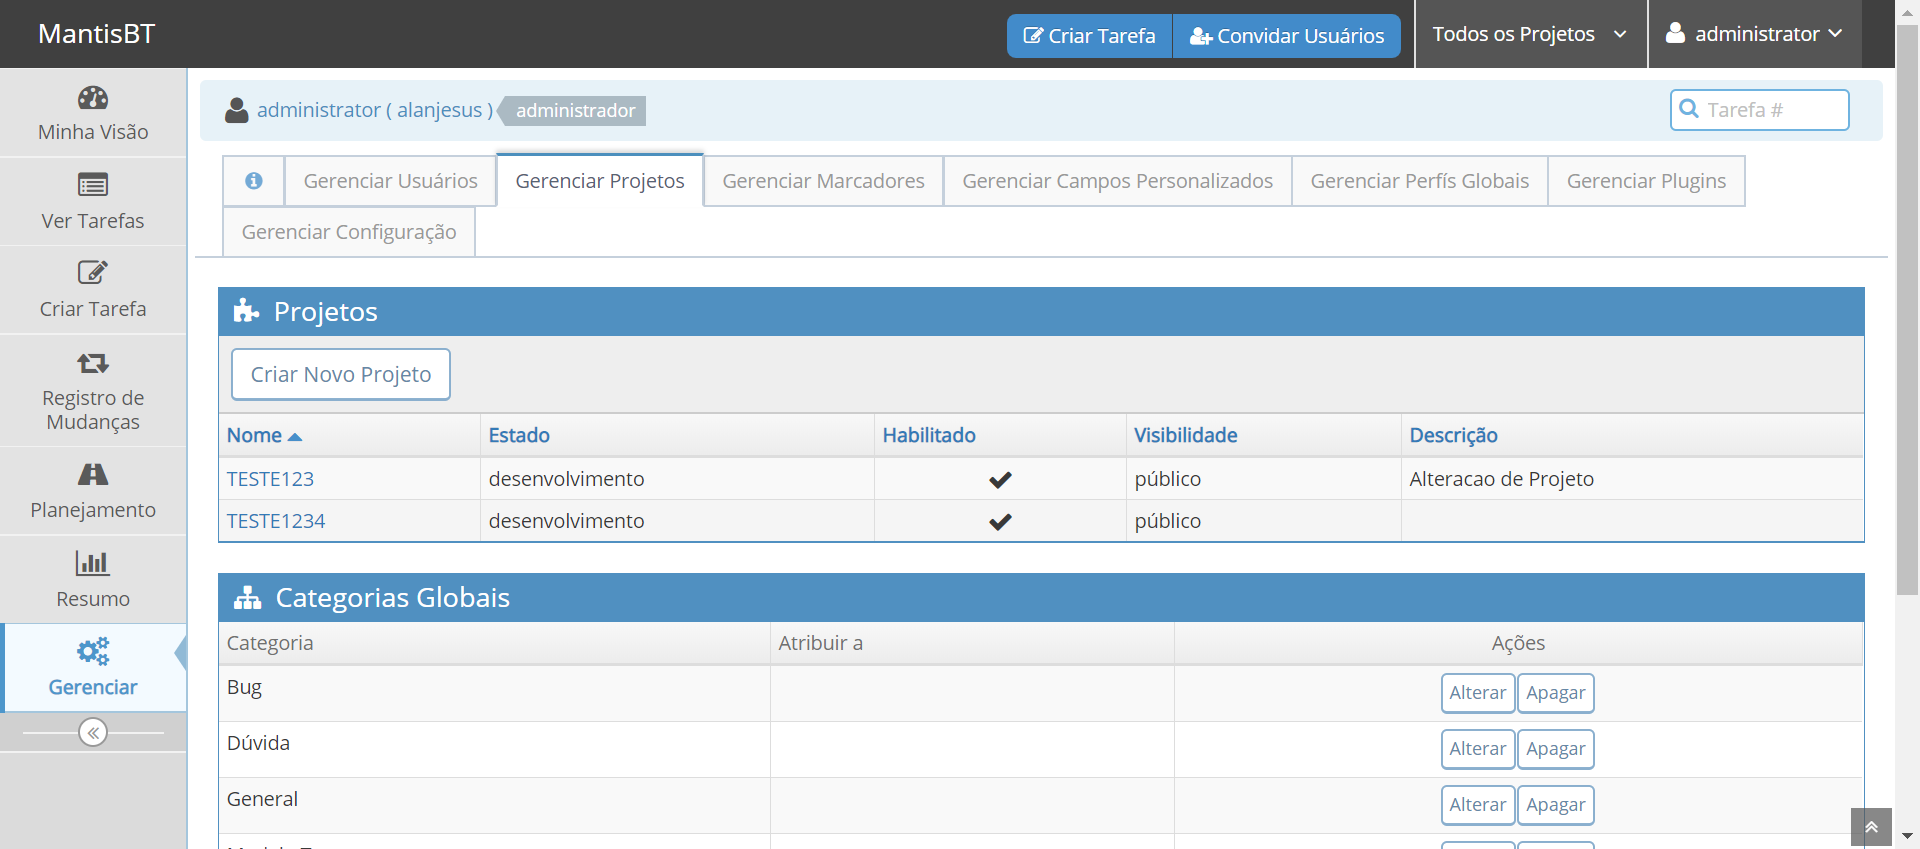 MantisBT
Criar Tarefa
Convidar Usuários
Todos os Projetos
administrator
Minha Visão
Ver Tarefas
Criar Tarefa
Registro de
Mudanças
Planejamento
Resumo
Gerenciar
administrator ( alanjesus )
administrador
Tarefa #
Gerenciar Usuários
Gerenciar Projetos
Gerenciar Marcadores
Gerenciar Campos Personalizados
Gerenciar Perfís Globais
Gerenciar Plugins
Gerenciar Configuração
Projetos
Criar Novo Projeto
Nome Estado Habilitado Visibilidade Descrição
TESTE123 desenvolvimento público Alteracao de Projeto
TESTE1234 desenvolvimento público
Categorias Globais
Categoria Atribuir a Ações
Bug Alterar Apagar
Dúvida Alterar Apagar
General Alterar Apagar